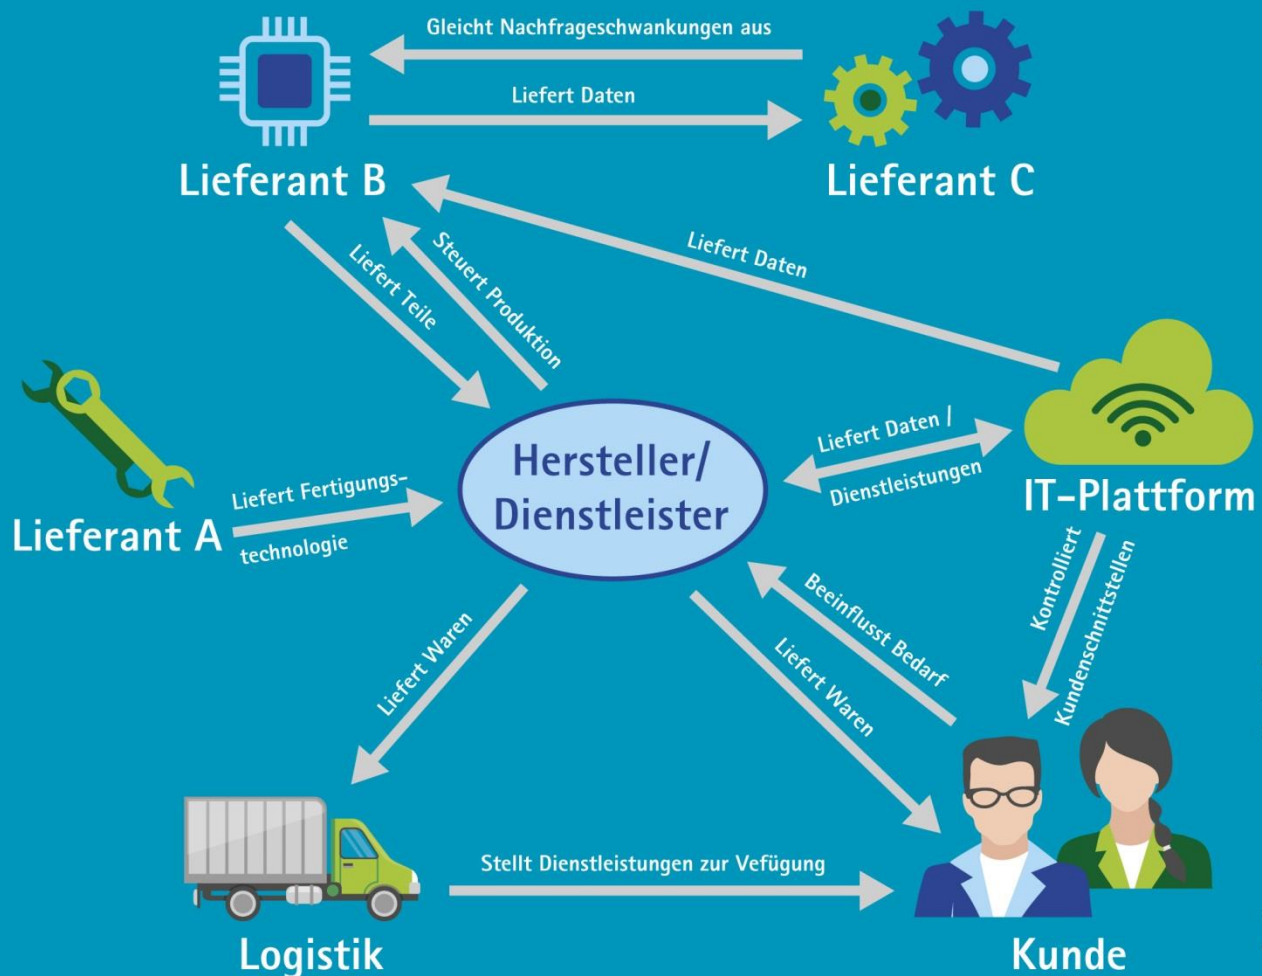 Gleicht Nachfrageschwankungen aus
Liefert Daten
Lieferant B
Lieferant C
Liefert Teile
Steuert Produktion
Liefert Daten
Lieferant A
Liefert Fertigungs-
technologie
Hersteller/
Dienstleister
Liefert Daten /
Dienstleistungen
IT-Plattform
Kontrolliert
Kundenschnittstellen
Liefert Waren
Liefert Waren
Beeinflusst Bedarf
Stellt Dienstleistungen zur Vefügung
Logistik
Kunde